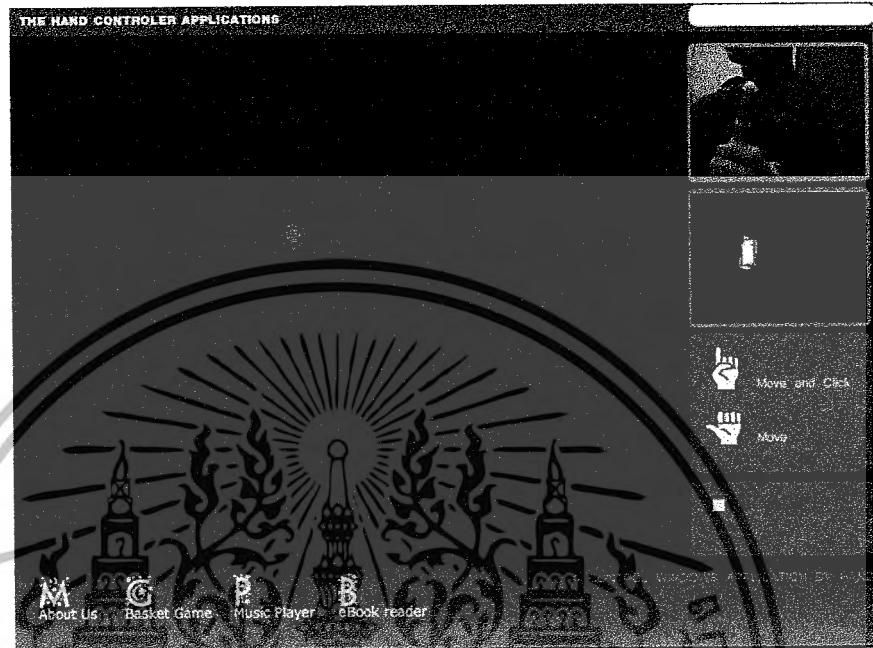 THE HAND CONTROLER APPLICATIONS
Move and Click
Move
M G P B
About Us Basket Game Music Player eBook reader